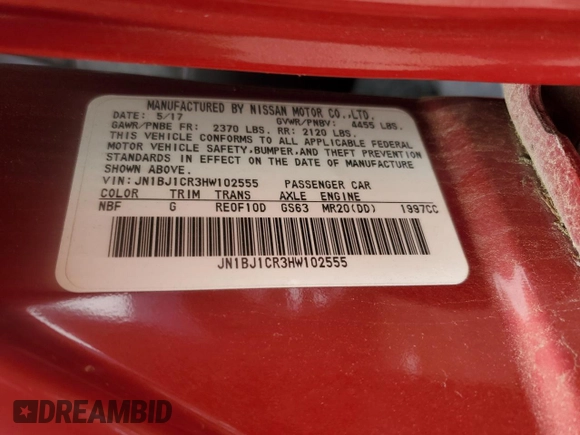 MANUFACTURED BY NISSAN MOTOR CO.,LTD.
DATE: 5/17 GVWR/PNBV: 4455 LBS.
GAWR/PNBE FR: 2370 LBS. RR: 2120 LBS.
THIS VEHICLE CONFORMS TO ALL APPLICABLE FEDERAL
MOTOR VEHICLE SAFETY,BUMPER,AND THEFT PREVENTION
STANDARDS IN EFFECT ON THE DATE OF MANUFACTURE
SHOWN ABOVE.
VIN: JN1BJ1CR3HW102555 PASSENGER CAR
COLOR TRIM TRANS AXLE ENGINE
NBF G RE0F10D GS63 MR20(DD) 1997CC
JN1BJ1CR3HW102555
DREAMBID